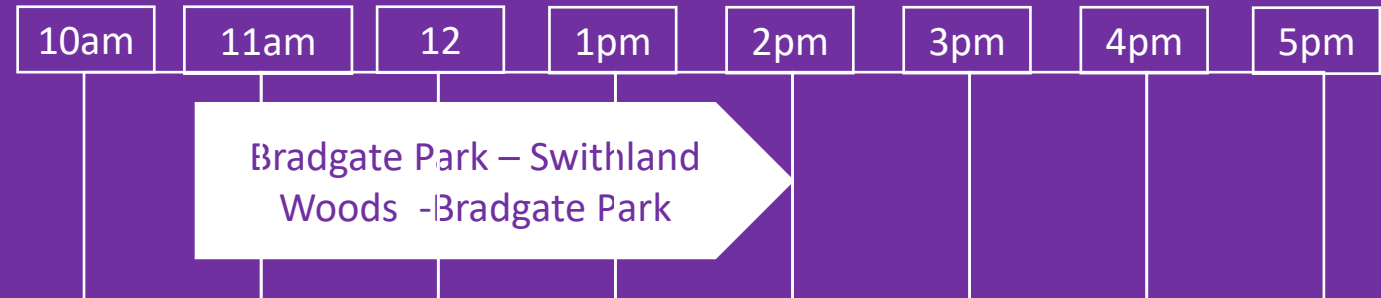 10am 11am 12 1pm 2pm 3pm 4pm 5pm
Bradgate Park – Swithland
Woods -Bradgate Park